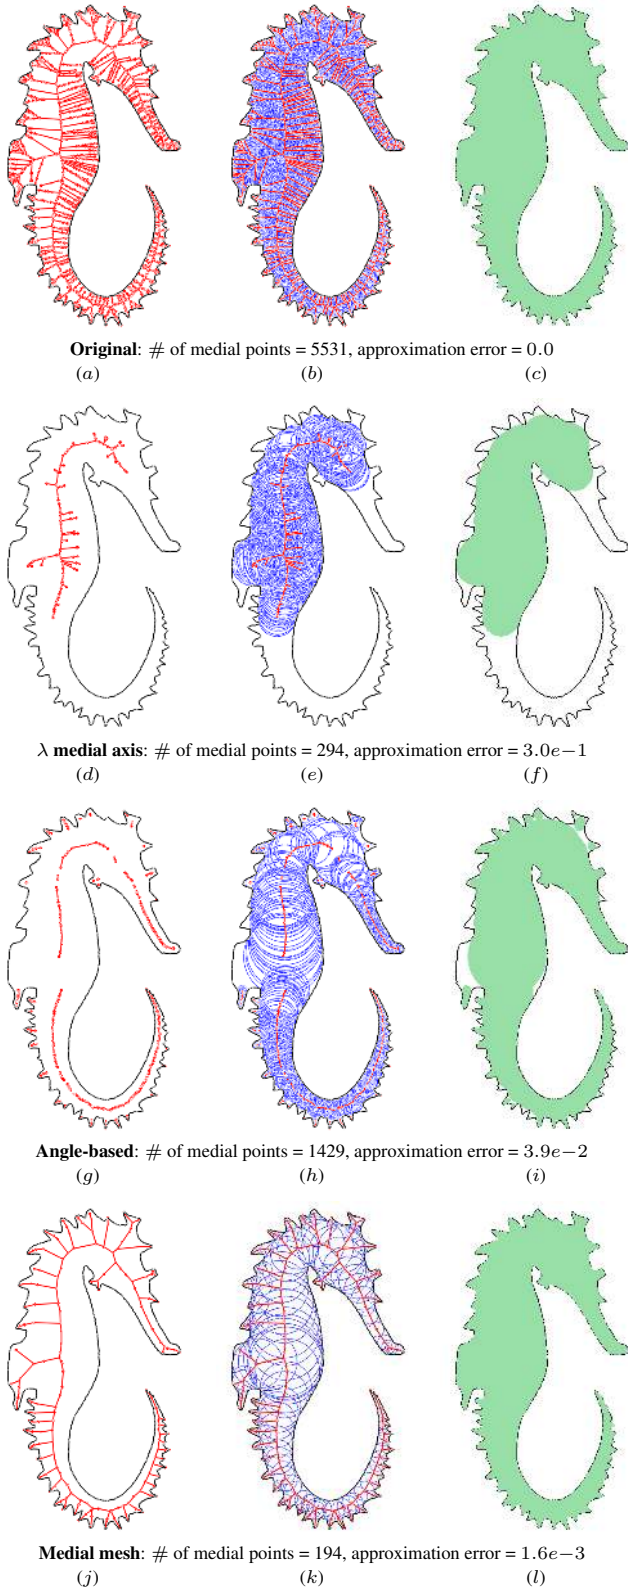 Original: # of medial points = 5531, approximation error = 0.0
(a) (b) (c)
λ medial axis: # of medial points = 294, approximation error = 3.0e−1
(d) (e) (f)
Angle-based: # of medial points = 1429, approximation error = 3.9e−2
(g) (h) (i)
Medial mesh: # of medial points = 194, approximation error = 1.6e−3
(j) (k) (l)